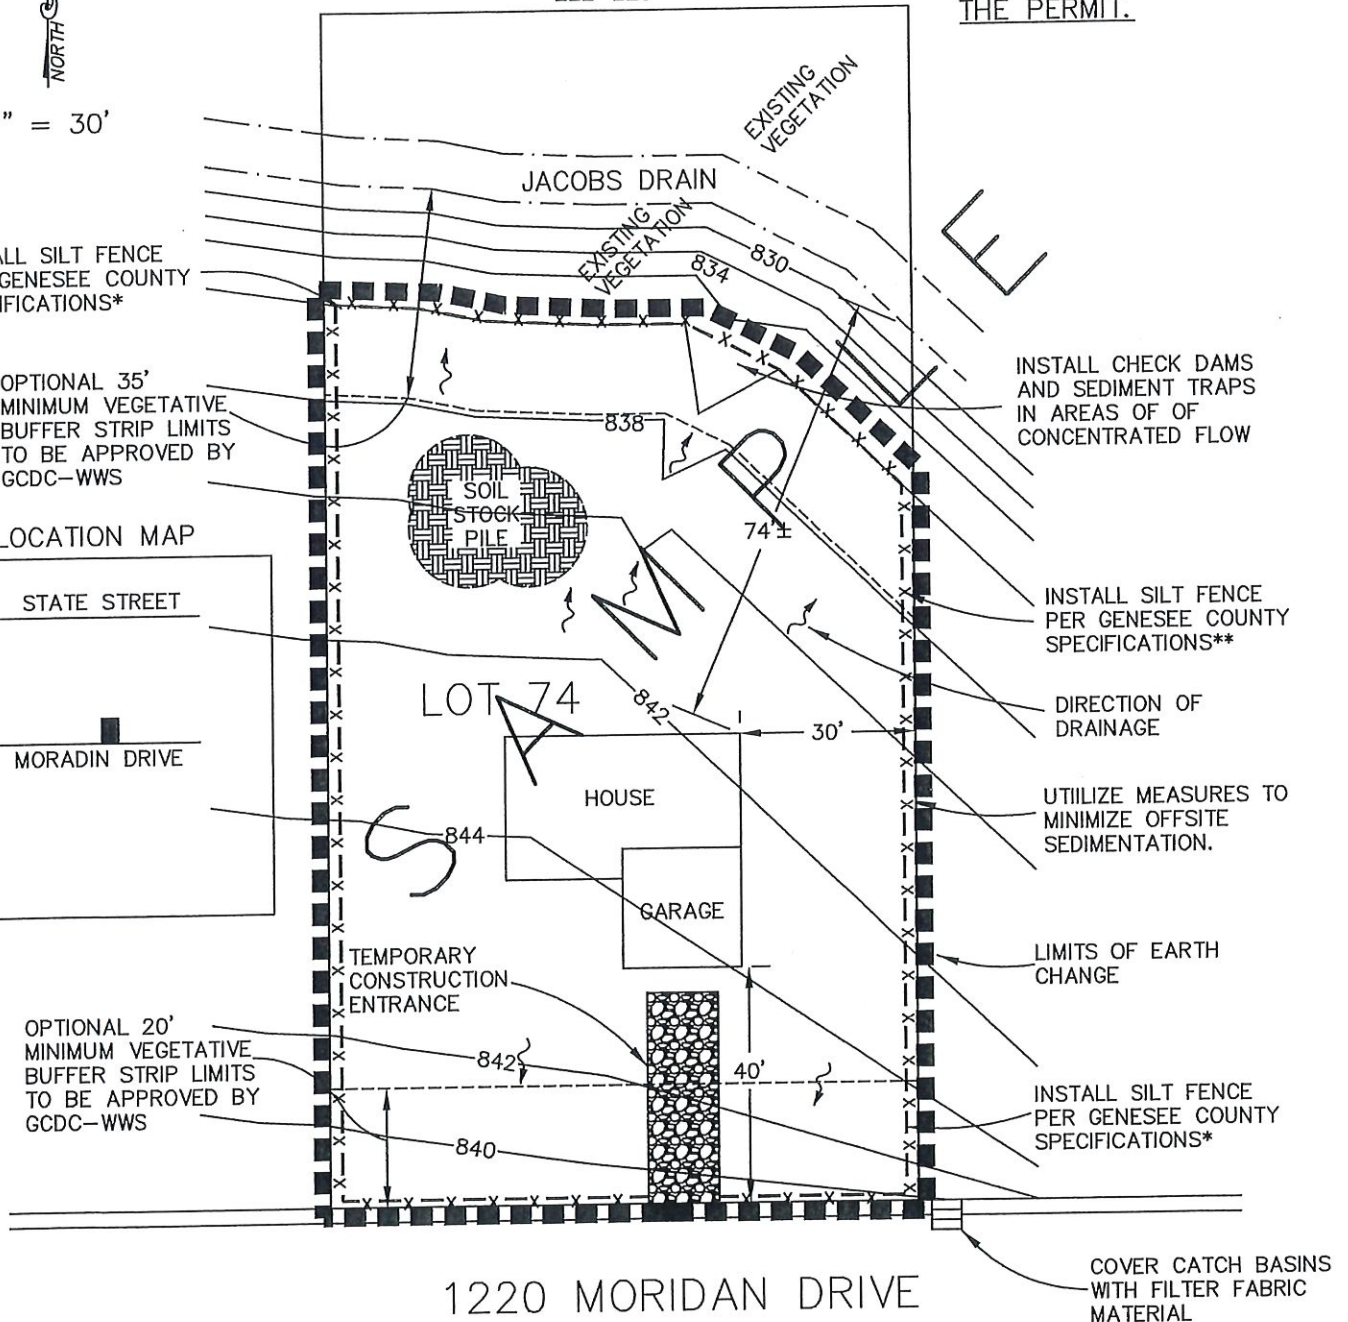 THE PERMIT.
NORTH
" = 30'
EXISTING
VEGETATION
JACOBS DRAIN
EXISTING
VEGETATION
830
834
ALL SILT FENCE
GENESEE COUNTY
IFICATIONS*
OPTIONAL 35'
MINIMUM VEGETATIVE
BUFFER STRIP LIMITS
TO BE APPROVED BY
GCDC-WWS
INSTALL CHECK DAMS
AND SEDIMENT TRAPS
IN AREAS OF OF
CONCENTRATED FLOW
838
SOIL
STOCK
PILE
74'±
LOCATION MAP
STATE STREET
MORADIN DRIVE
INSTALL SILT FENCE
PER GENESEE COUNTY
SPECIFICATIONS**
DIRECTION OF
DRAINAGE
LOT 74
842
30'
HOUSE
UTIILIZE MEASURES TO
MINIMIZE OFFSITE
SEDIMENTATION.
844
GARAGE
SAMPLE
TEMPORARY
CONSTRUCTION
ENTRANCE
LIMITS OF EARTH
CHANGE
OPTIONAL 20'
MINIMUM VEGETATIVE
BUFFER STRIP LIMITS
TO BE APPROVED BY
GCDC-WWS
842
40'
840
INSTALL SILT FENCE
PER GENESEE COUNTY
SPECIFICATIONS*
1220 MORIDAN DRIVE
COVER CATCH BASINS
WITH FILTER FABRIC
MATERIAL